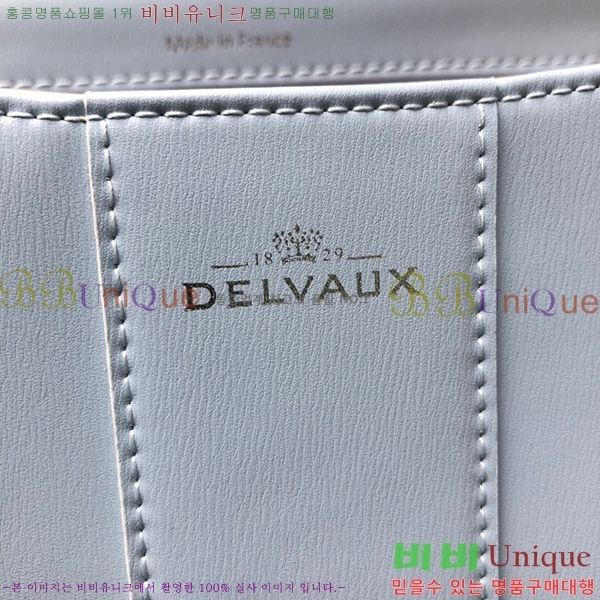 홍콩명품쇼핑몰 1위 비비유니크명품구매대행
Made in France
18 29
DELVAUX
BBUniQue BBUniQue
비비 Unique
믿을수 있는 명품구매대행
-본 이미지는 비비유니크에서 촬영한 100% 실사 이미지 입니다.-